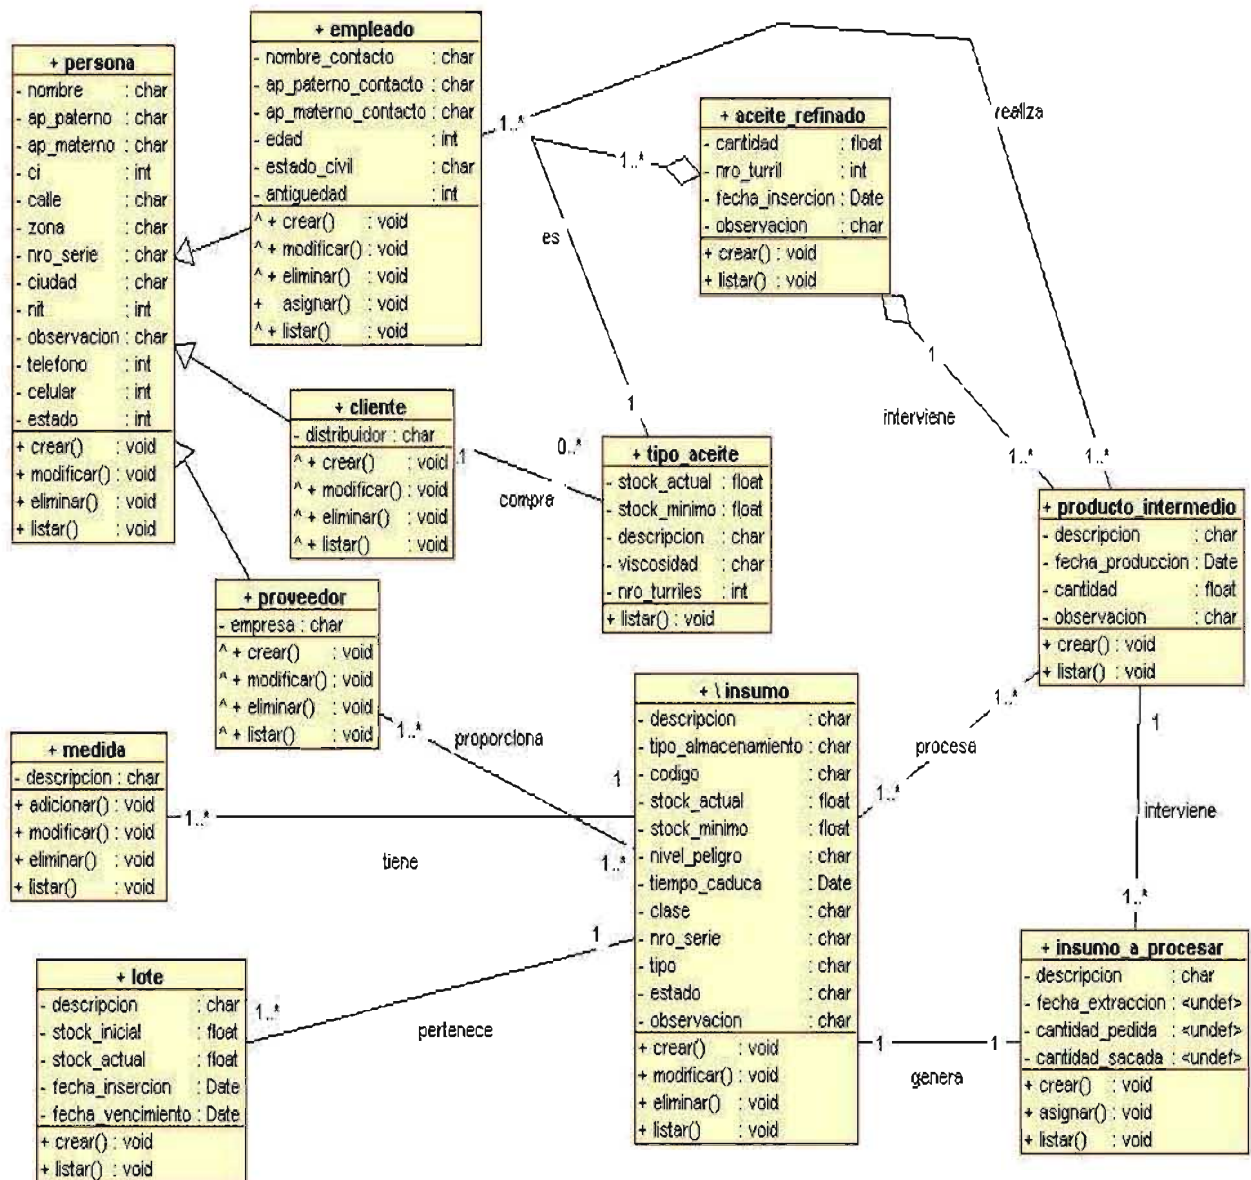 + persona
- nombre : char
- ap_paterno : char
- ap_materno : char
- ci : int
- calle : char
- zona : char
- nro_serie : char
- ciudad : char
- nit : int
- observacion : char
- telefono : int
- celular : int
- estado : int
+ crear() : void
+ modificar() : void
+ eliminar() : void
+ listar() : void
+ empleado
- nombre_contacto : char
- ap_paterno_contacto : char
- ap_materno_contacto : char
- edad : int
- estado_civil : char
- antiguedad : int
^ + crear() : void
^ + modificar() : void
^ + eliminar() : void
+ asignar() : void
^ + listar() : void
1..*
realiza
1..*
+ aceite_refinado
- cantidad : float
- nro_turril : int
- fecha_insercion : Date
- observacion : char
+ crear() : void
+ listar() : void
1..*
es
1
1
interviene
1..*
+ cliente
- distribuidor : char
^ + crear() : void
^ + modificar() : void
^ + eliminar() : void
^ + listar() : void
1
compra
0..*
+ tipo_aceite
- stock_actual : float
- stock_minimo : float
- descripcion : char
- viscosidad : char
- nro_turriles : int
+ listar() : void
+ producto_intermedio
- descripcion : char
- fecha_produccion : Date
- cantidad : float
- observacion : char
+ crear() : void
+ listar() : void
+ proveedor
- empresa : char
^ + crear() : void
^ + modificar() : void
^ + eliminar() : void
^ + listar() : void
1..*
proporciona
1..*
+ medida
- descripcion : char
+ adicionar() : void
+ modificar() : void
+ eliminar() : void
+ listar() : void
1..*
tiene
1
+ \ insumo
- descripcion : char
- tipo_almacenamiento : char
- codigo : char
- stock_actual : float
- stock_minimo : float
- nivel_peligro : char
- tiempo_caduca : Date
- clase : char
- nro_serie : char
- tipo : char
- estado : char
- observacion : char
+ crear() : void
+ modificar() : void
+ eliminar() : void
+ listar() : void
1..*
procesa
1..*
1
interviene
1..*
+ lote
- descripcion : char
- stock_inicial : float
- stock_actual : float
- fecha_insercion : Date
- fecha_vencimiento : Date
+ crear() : void
+ listar() : void
1..*
pertenece
1
1
genera
1
+ insumo_a_procesar
- descripcion : char
- fecha_extraccion : <undef>
- cantidad_pedida : <undef>
- cantidad_sacada : <undef>
+ crear() : void
+ asignar() : void
+ listar() : void